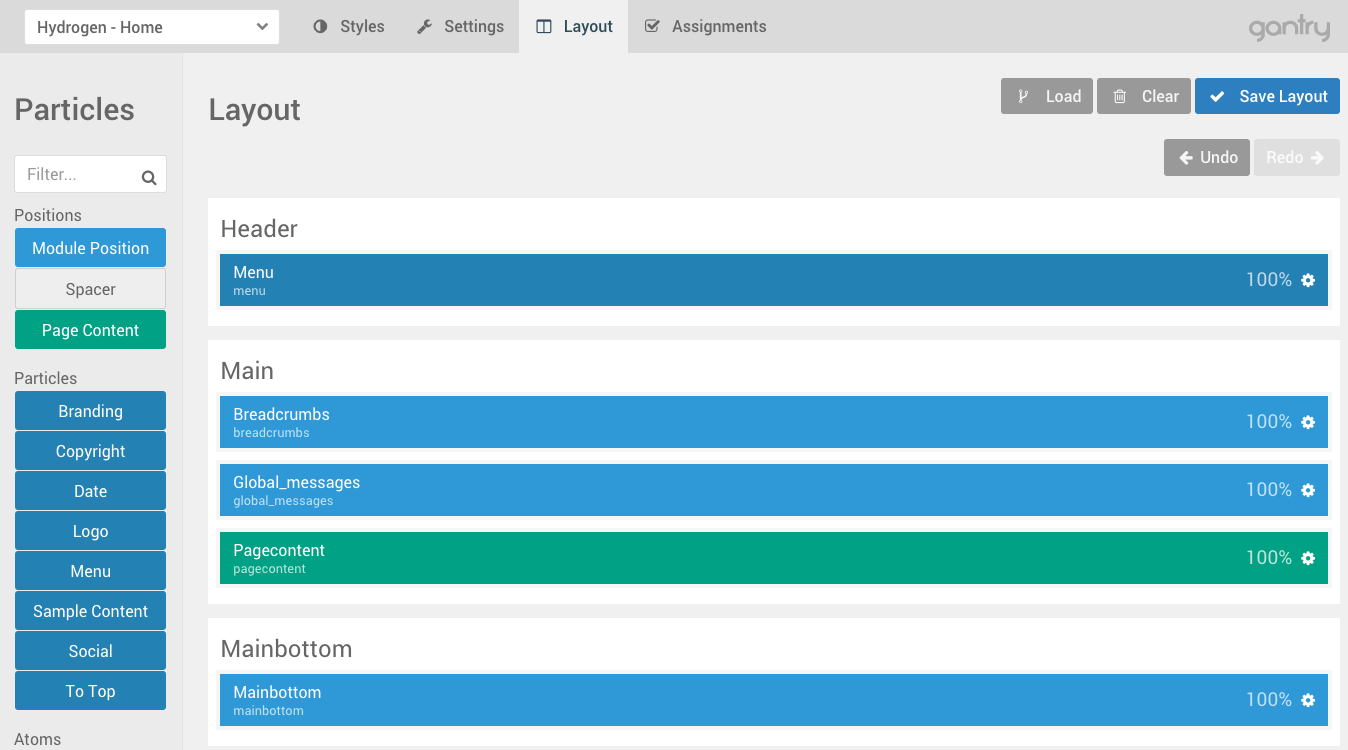 Hydrogen - Home
Styles
Settings
Layout
Assignments
gantry
Particles
Filter...
Positions
Module Position
Spacer
Page Content
Particles
Branding
Copyright
Date
Logo
Menu
Sample Content
Social
To Top
Atoms
Layout
Load
Clear
Save Layout
Undo
Redo
Header
Menu
menu
100%
Main
Breadcrumbs
breadcrumbs
100%
Global_messages
global_messages
100%
Pagecontent
pagecontent
100%
Mainbottom
Mainbottom
mainbottom
100%